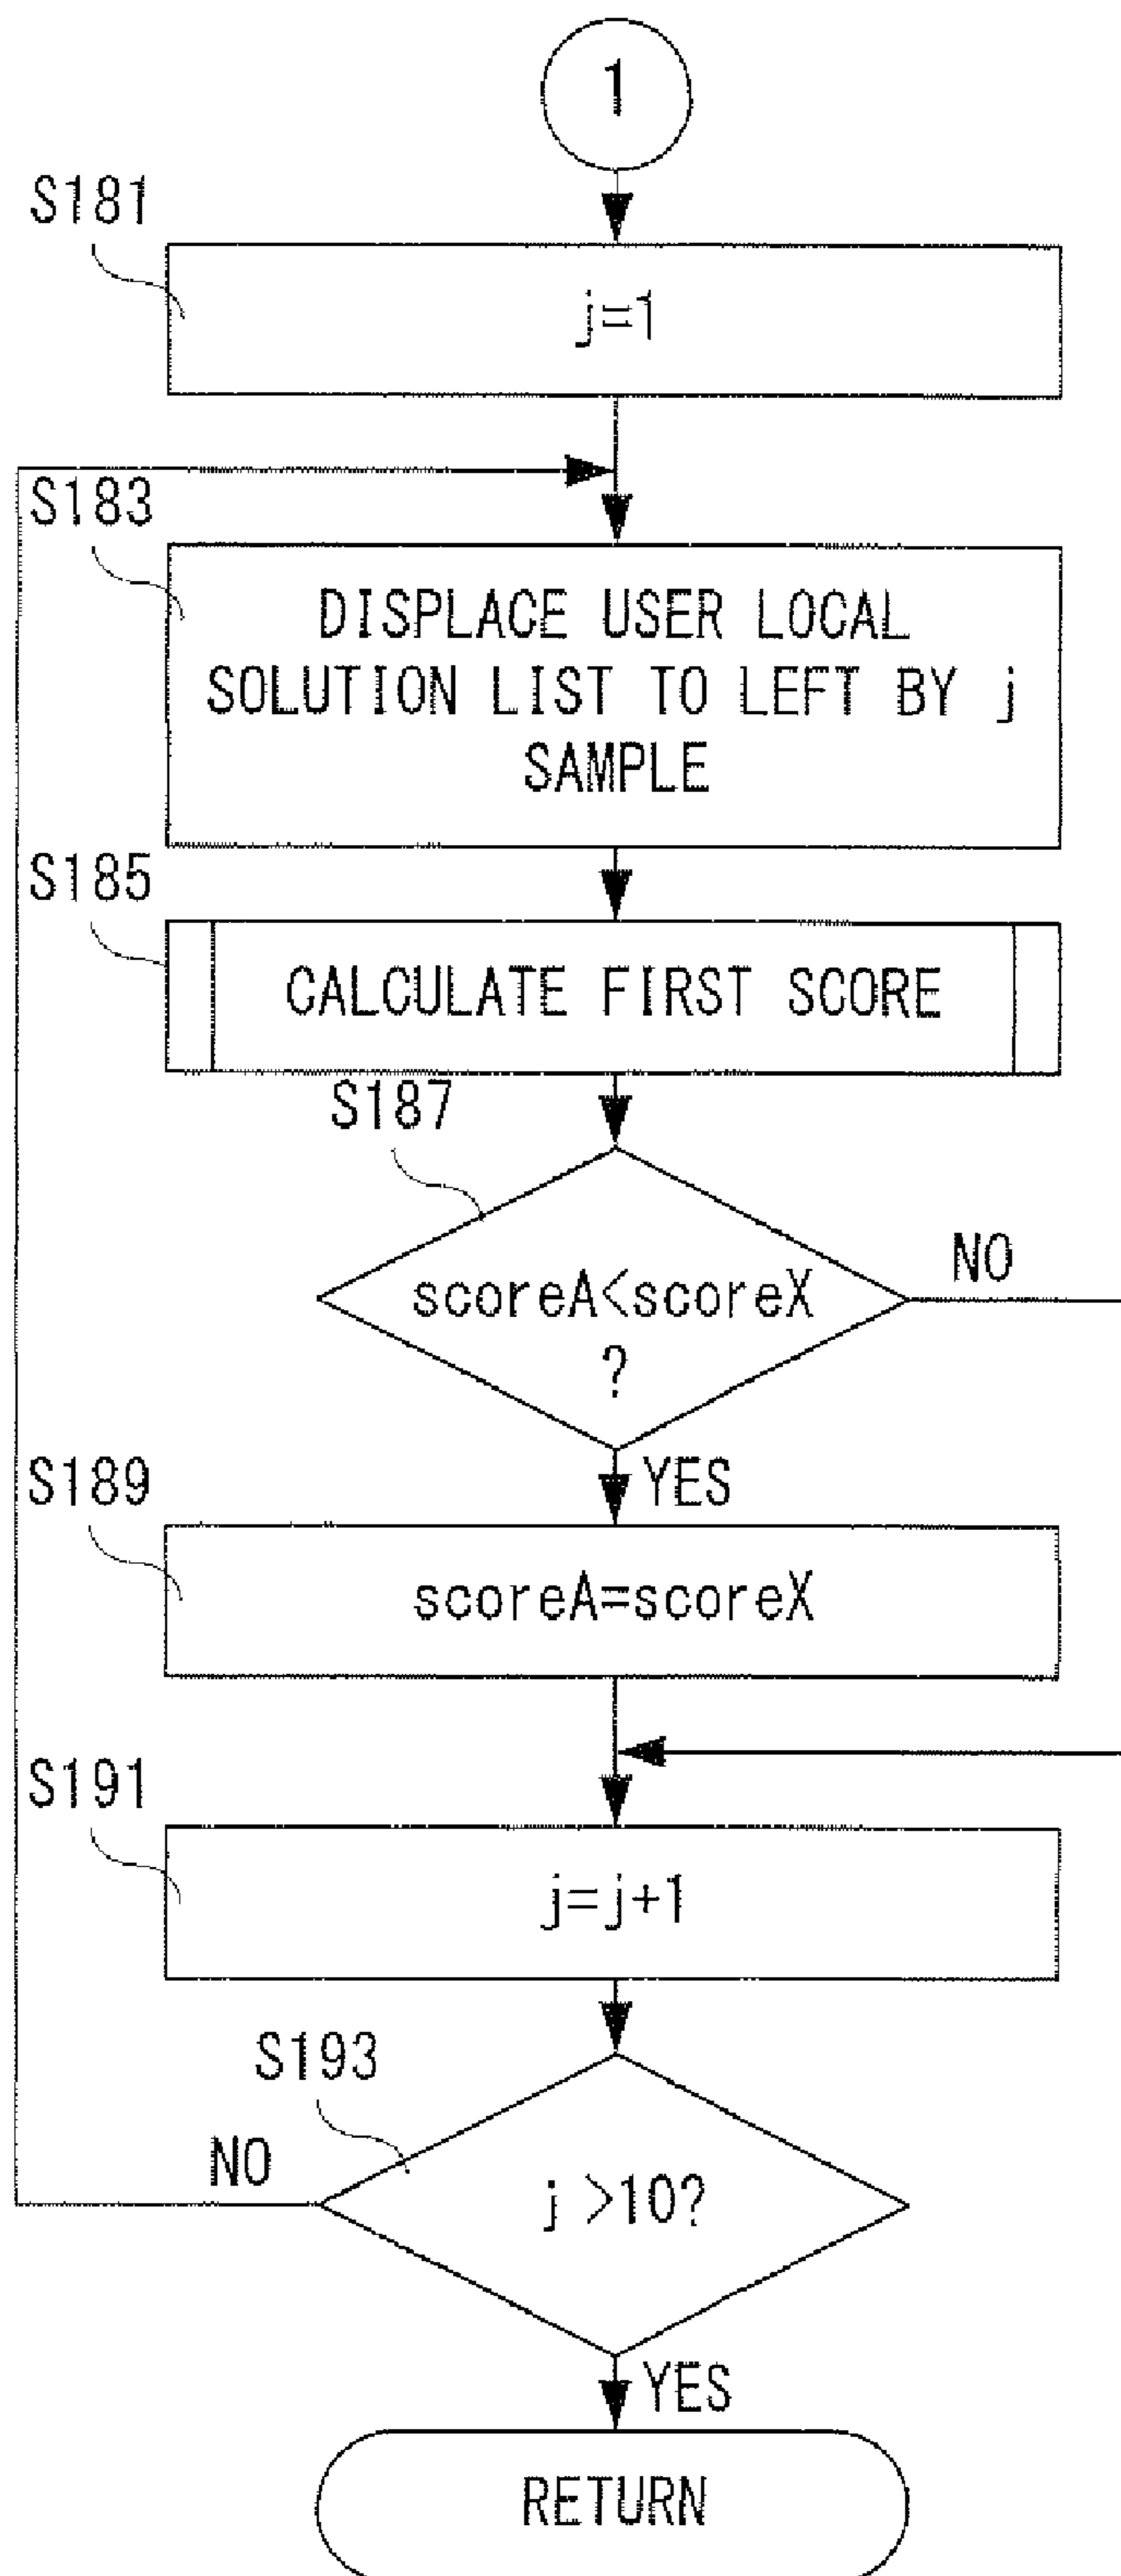 1
S181
j=1
S183
DISPLACE USER LOCAL
SOLUTION LIST TO LEFT BY j
SAMPLE
S185
CALCULATE FIRST SCORE
S187
scoreA<scoreX
?
NO
YES
S189
scoreA=scoreX
S191
j=j+1
S193
j >10?
NO
YES
RETURN